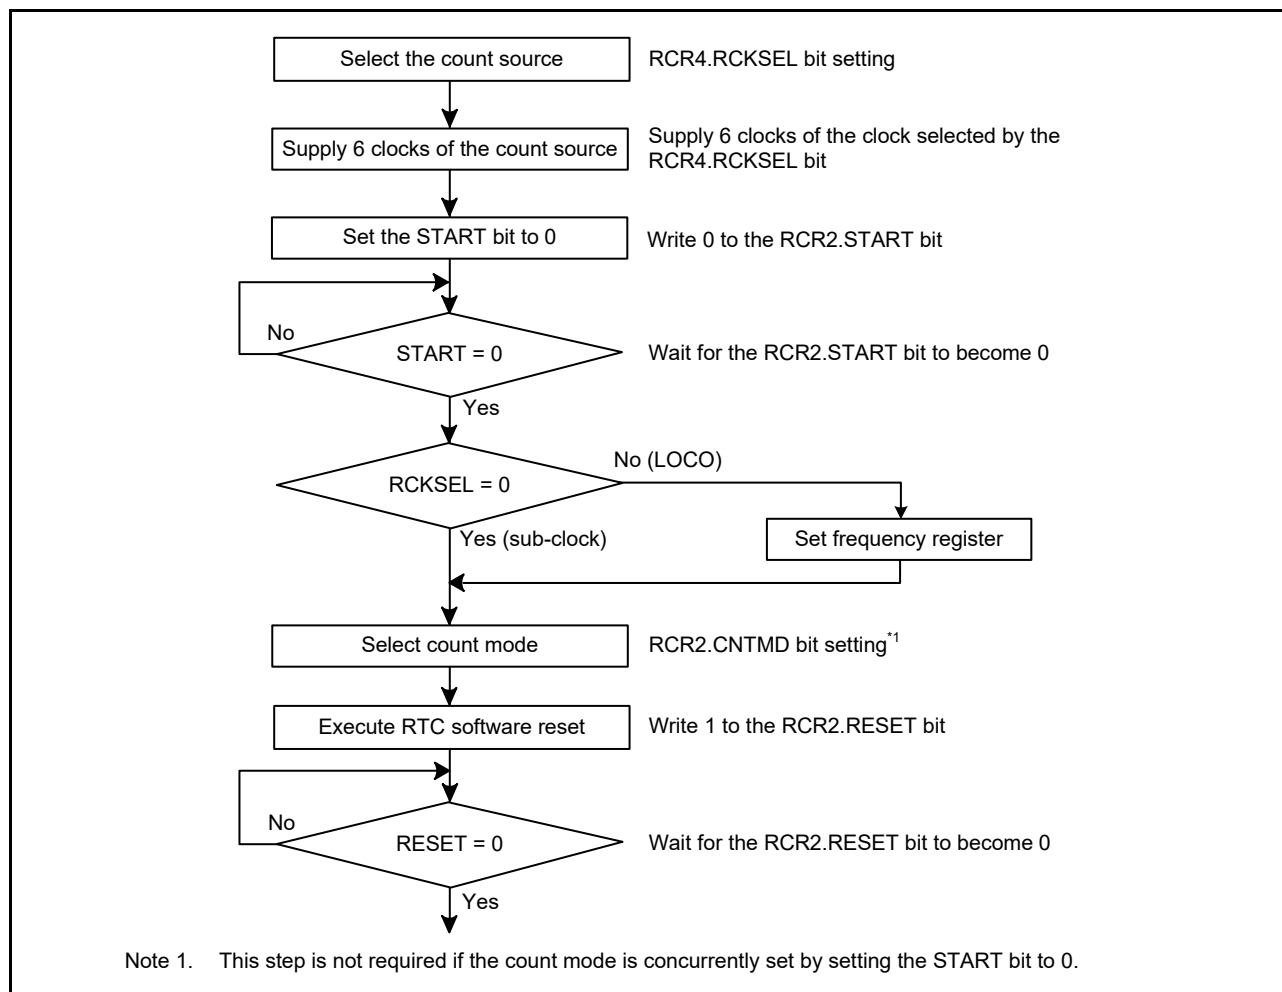 Select the count source
RCR4.RCKSEL bit setting
Supply 6 clocks of the count source
Supply 6 clocks of the clock selected by the
RCR4.RCKSEL bit
Set the START bit to 0
Write 0 to the RCR2.START bit
No
START = 0
Wait for the RCR2.START bit to become 0
Yes
No (LOCO)
RCKSEL = 0
Yes (sub-clock)
Set frequency register
Select count mode
RCR2.CNTMD bit setting*1
Execute RTC software reset
Write 1 to the RCR2.RESET bit
No
RESET = 0
Wait for the RCR2.RESET bit to become 0
Yes
Note 1. This step is not required if the count mode is concurrently set by setting the START bit to 0.